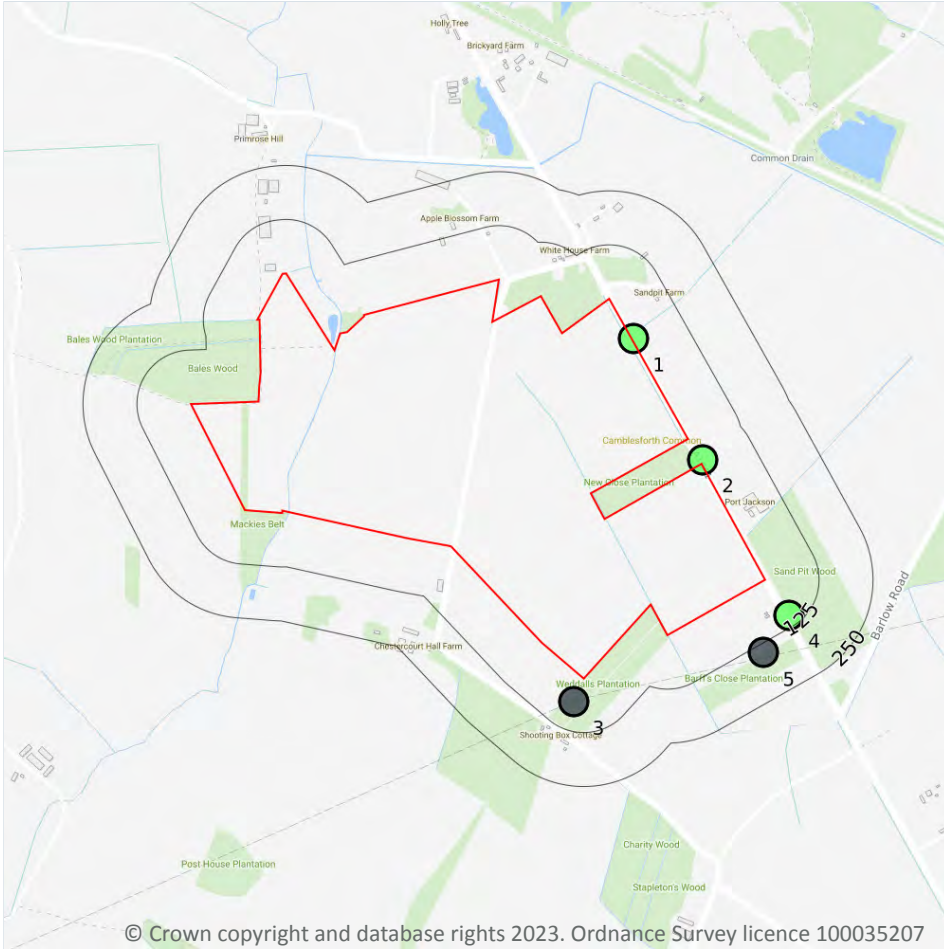 Holly Tree
Brickyard Farm
Primrose Hill
Common Drain
Apple Blossom Farm
White House Farm
Sandpit Farm
Bales Wood Plantation
1
Bales Wood
Camblesforth Common
New Close Plantation
2
Port Jackson
Mackies Belt
Sand Pit Wood
Barlow Road
125
4
250
Chestercourt Hall Farm
Barff's Close Plantation
5
Weddalls Plantation
3
Shooting Box Cottage
Charity Wood
Post House Plantation
Stapleton's Wood
© Crown copyright and database rights 2023. Ordnance Survey licence 100035207